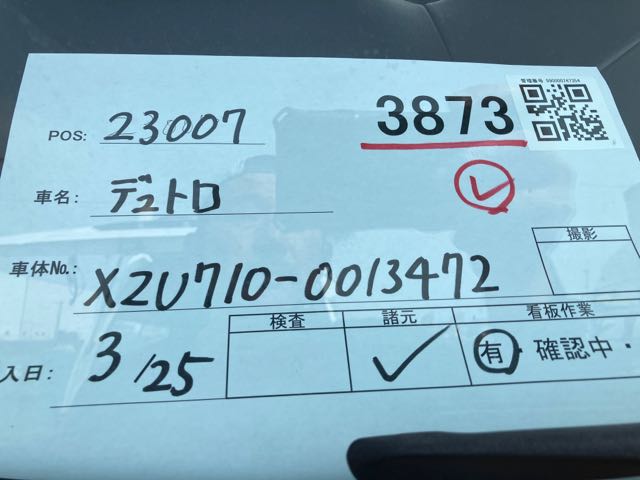 管理番号 590000747354
POS: 23007 3873
車名: デュトロ
車体No.: XZU710-0013472
撮影
入日: 3/25 検査 諸元 看板作業
有・確認中・